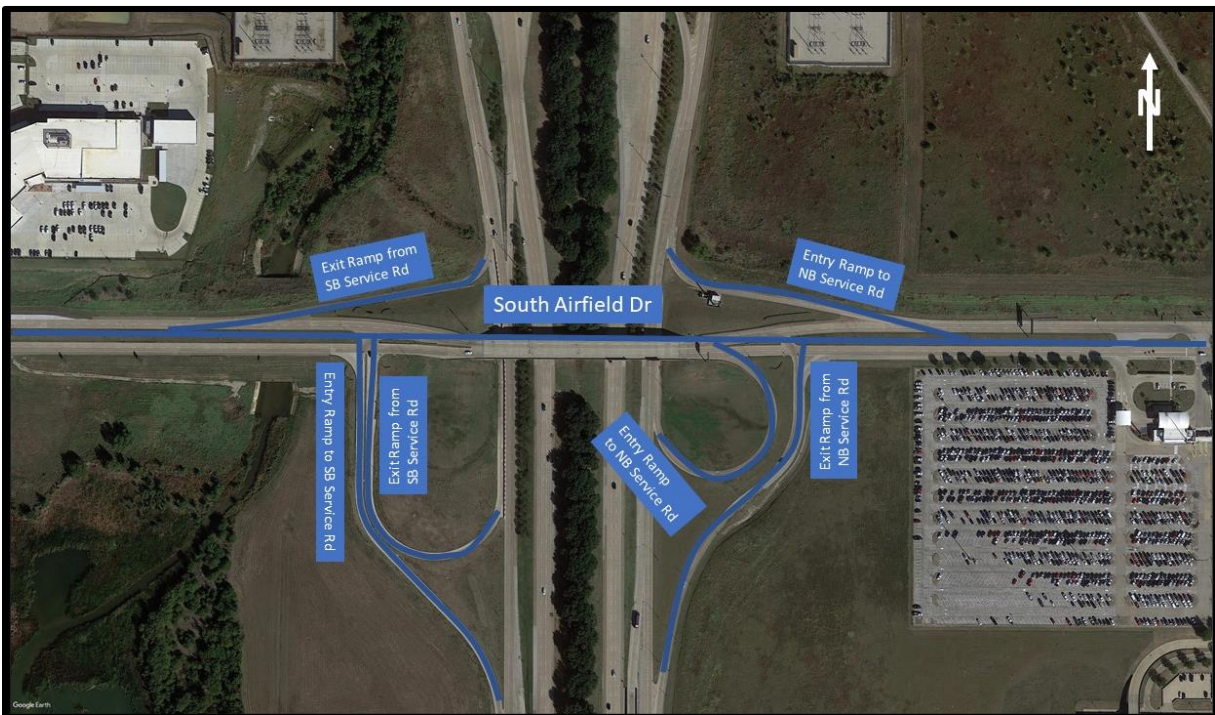 N
Exit Ramp from
SB Service Rd
Entry Ramp to
NB Service Rd
South Airfield Dr
Entry Ramp to SB Service Rd
Exit Ramp from
SB Service Rd
Entry Ramp
to NB Service Rd
Exit Ramp from
NB Service Rd
Google Earth